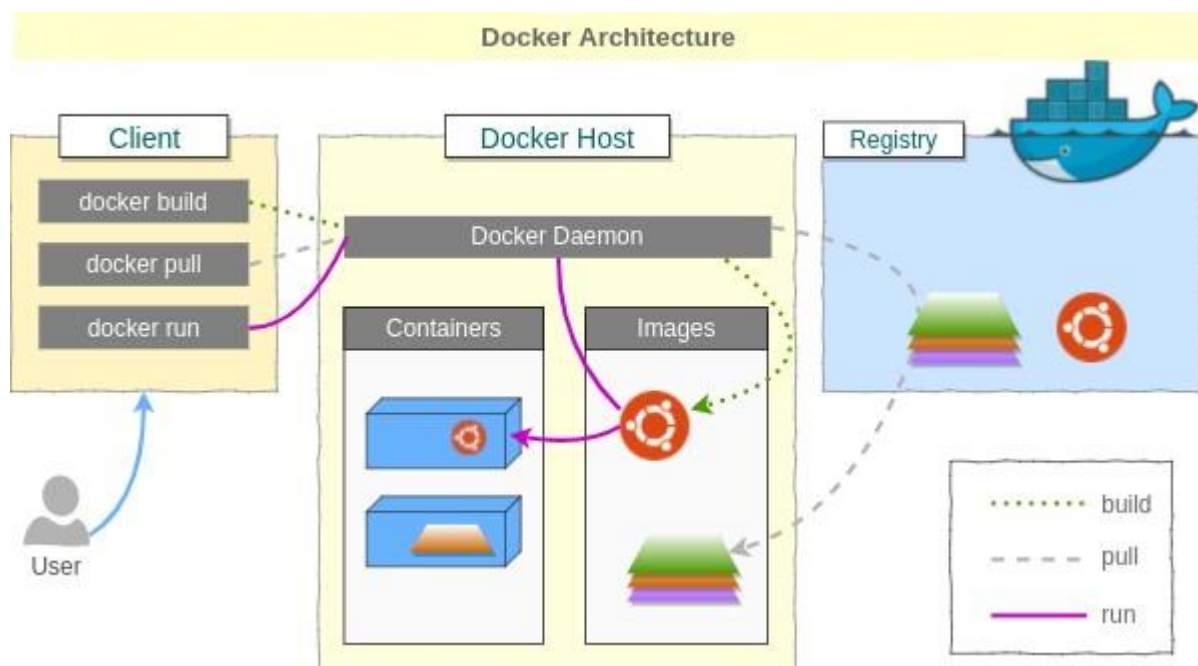 Docker Architecture
Client
docker build
docker pull
docker run
User
Docker Host
Docker Daemon
Containers
Images
Registry
build
pull
run